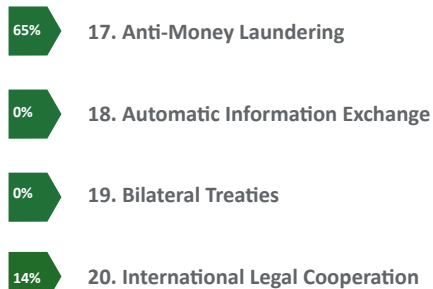 65% 17. Anti-Money Laundering
0% 18. Automatic Information Exchange
0% 19. Bilateral Treaties
14% 20. International Legal Cooperation